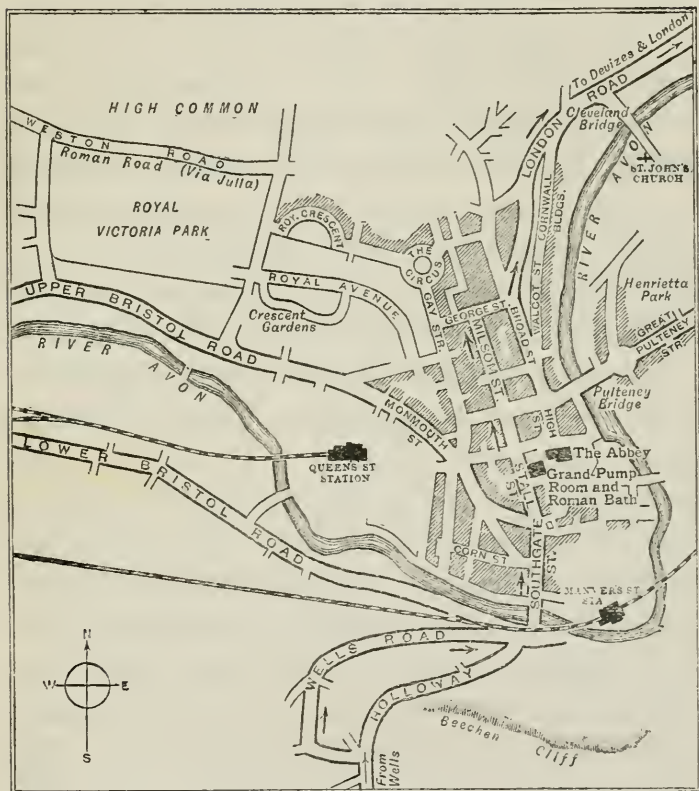 To Devizes & London
ROAD
LONDON
Cleveland
Bridge
HIGH COMMON
WESTON ROAD
Roman Road (Via Julia)
ST. JOHN'S
CHURCH
RIVER AVON
CORNWALL
BLDGS.
ROYAL
VICTORIA PARK
ROY. CRESCENT
THE
CIRCUS
WALCOT ST
Henrietta
Park
ROYAL AVENUE
GAY STR.
GEORGE ST.
BROAD ST
MILSOM ST
GREAT
PULTENEY
STR.
UPPER BRISTOL ROAD
Crescent
Gardens
RIVER AVON
MONMOUTH
ST
Pulteney
Bridge
HIGH
ST.
The Abbey
LOWER BRISTOL ROAD
QUEENS ST
STATION
STALL
ST
Grand Pump
Room and
Roman Bath
CORN ST
SOUTHGATE
ST.
MANVERS ST.
STA
WELLS ROAD
HOLLOWAY
N
W
E
S
Beechen
Cliff
From
Wells